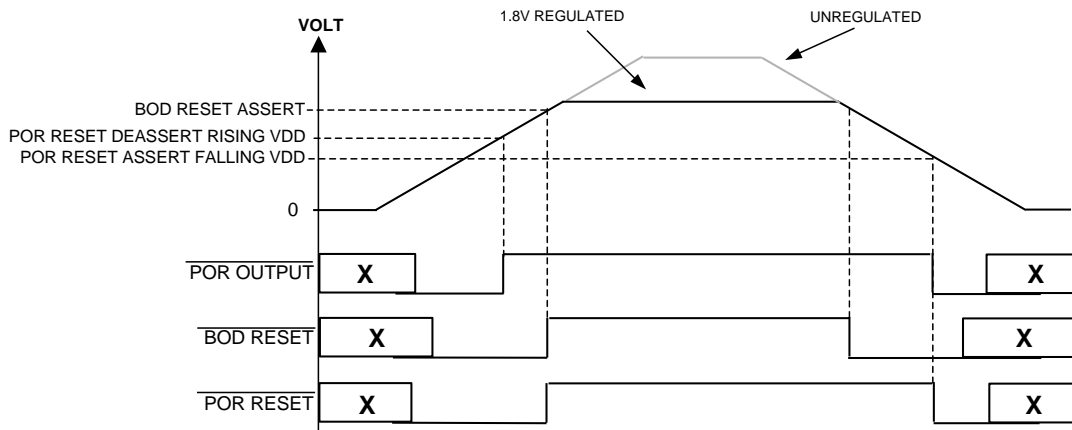 1.8V REGULATED
UNREGULATED
VOLT
BOD RESET ASSERT
POR RESET DEASSERT RISING VDD
POR RESET ASSERT FALLING VDD
0
POR OUTPUT
X
X
BOD RESET
X
X
POR RESET
X
X